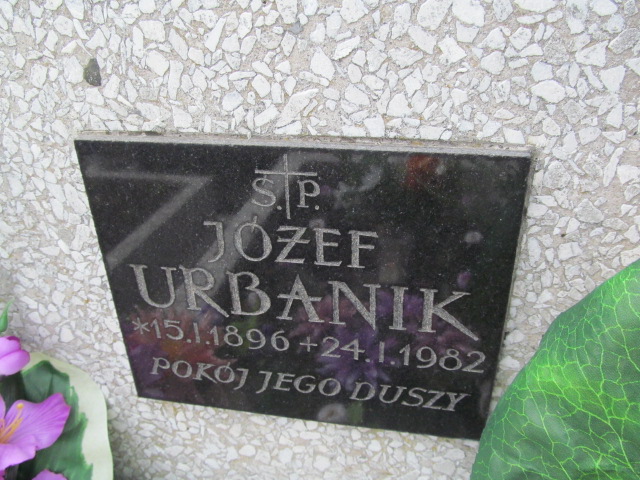 Ś.P.
JÓZEF
URBANIK
*15.I.1896 +24.I.1982
POKÓJ JEGO DUSZY